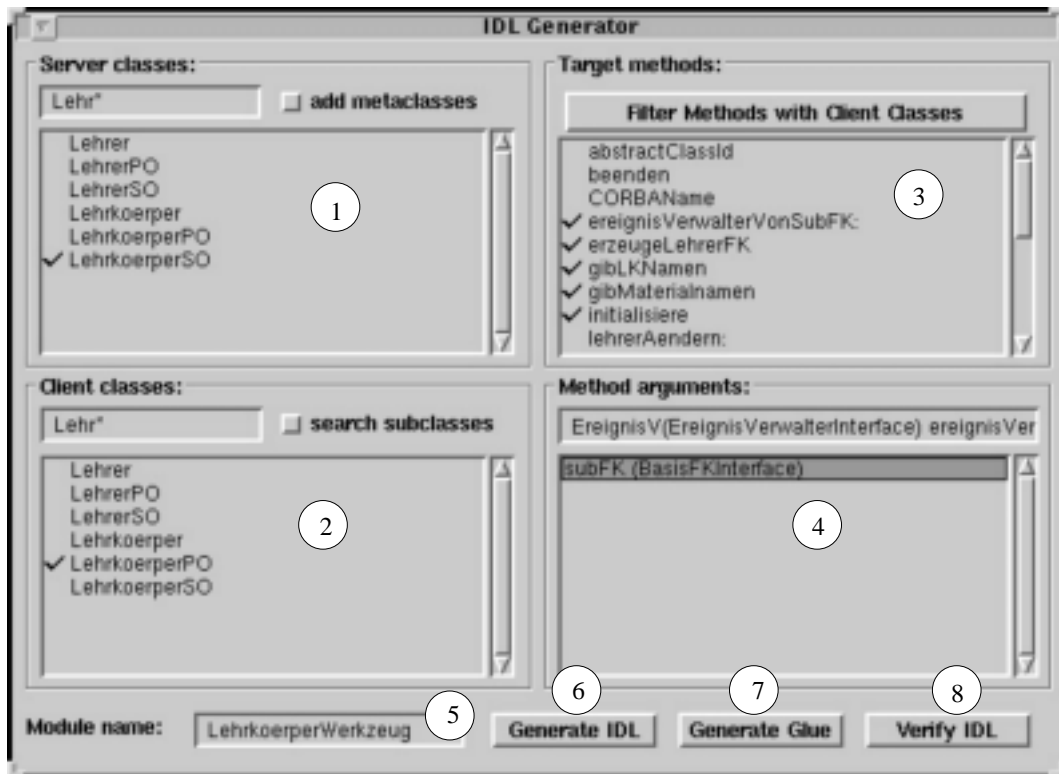 IDL Generator
Server classes:
Lehr*
add metaclasses
Lehrer
LehrerPO
LehrerSO
Lehrkoerper
LehrkoerperPO
LehrkoerperSO
1
Target methods:
Filter Methods with Client Classes
abstractClassId
beenden
CORBAName
ereignisVerwalterVonSubFK:
erzeugeLehrerFK
gibLKNamen
gibMaterialnamen
initialisiere
lehrerAendern:
3
Client classes:
Lehr*
search subclasses
Lehrer
LehrerPO
LehrerSO
Lehrkoerper
LehrkoerperPO
LehrkoerperSO
2
Method arguments:
EreignisV(EreignisVerwalterInterface) ereignisVer
subFK (BasisFKInterface)
4
Module name:
LehrkoerperWerkzeug
5
6
Generate IDL
7
Generate Glue
8
Verify IDL